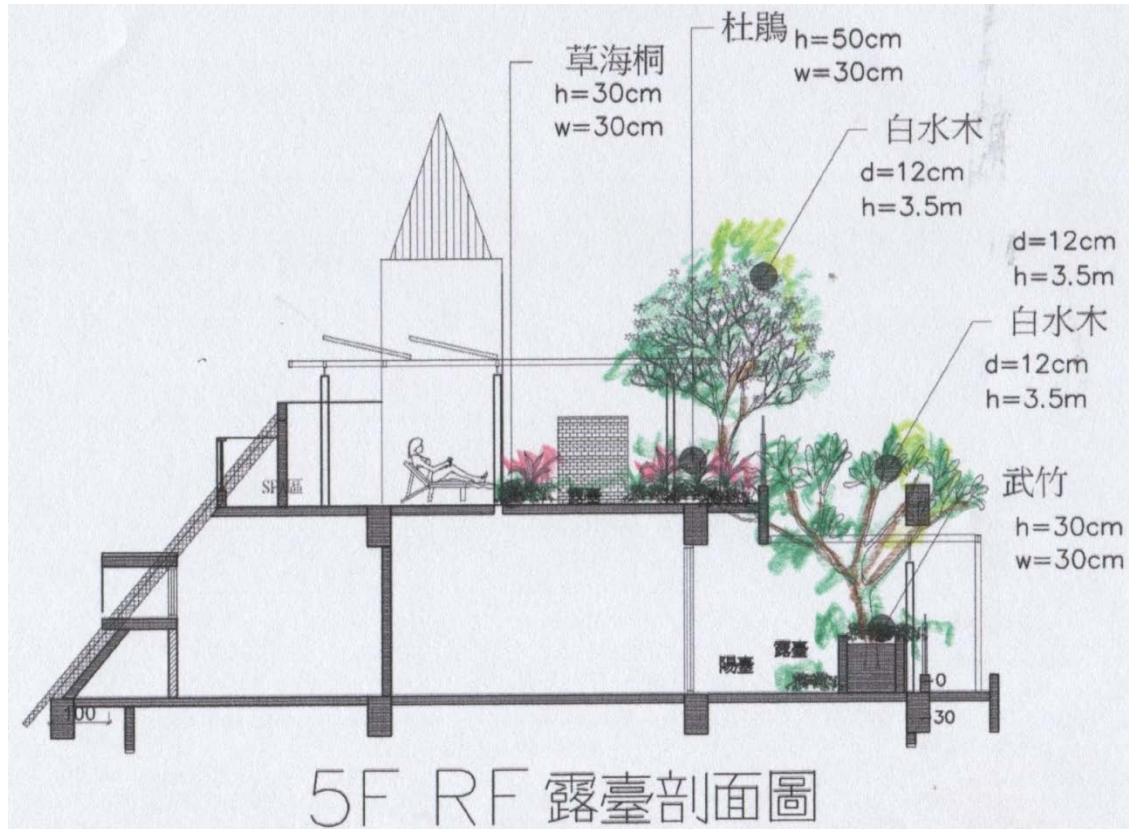 杜鵑
h=50cm
w=30cm
草海桐
h=30cm
w=30cm
白水木
d=12cm
h=3.5m
d=12cm
h=3.5m
白水木
d=12cm
h=3.5m
武竹
h=30cm
w=30cm
露臺
露臺
陽臺
0
100
30
5F RF 露臺剖面圖